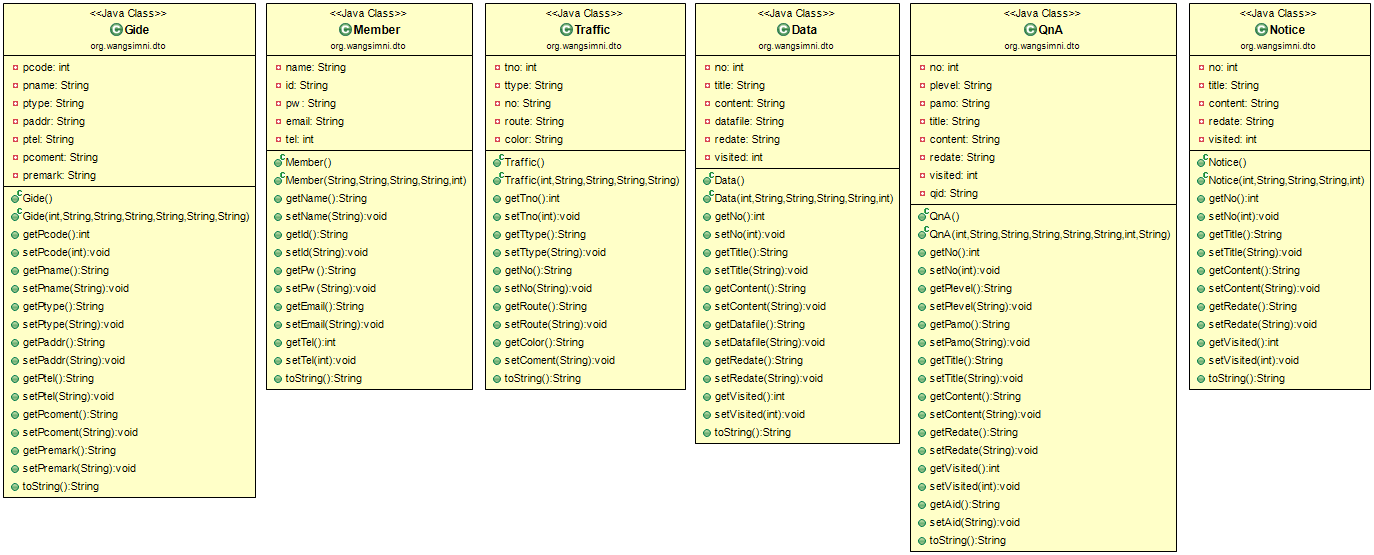 <<Java Class>>
Gide
org.wangsimni.dto
pcode: int
pname: String
ptype: String
paddr: String
ptel: String
pcoment: String
premark: String
Gide()
Gide(int,String,String,String,String,String,String)
getPcode():int
setPcode(int):void
getPname():String
setPname(String):void
getPtype():String
setPtype(String):void
getPaddr():String
setPaddr(String):void
getPtel():String
setPtel(String):void
getPcoment():String
setPcoment(String):void
getPremark():String
setPremark(String):void
toString():String
<<Java Class>>
Member
org.wangsimni.dto
name: String
id: String
pw: String
email: String
tel: int
Member()
Member(String,String,String,String,int)
getName():String
setName(String):void
getId():String
setId(String):void
getPw():String
setPw(String):void
getEmail():String
setEmail(String):void
getTel():int
setTel(int):void
toString():String
<<Java Class>>
Traffic
org.wangsimni.dto
tno: int
ttype: String
no: String
route: String
color: String
Traffic()
Traffic(int,String,String,String,String)
getTno():int
setTno(int):void
getTtype():String
setTtype(String):void
getNo():String
setNo(String):void
getRoute():String
setRoute(String):void
getColor():String
setComent(String):void
toString():String
<<Java Class>>
Data
org.wangsimni.dto
no: int
title: String
content: String
datafile: String
redate: String
visited: int
Data()
Data(int,String,String,String,String,int)
getNo():int
setNo(int):void
getTitle():String
setTitle(String):void
getContent():String
setContent(String):void
getDatafile():String
setDatafile(String):void
getRedate():String
setRedate(String):void
getVisited():int
setVisited(int):void
toString():String
<<Java Class>>
QnA
org.wangsimni.dto
no: int
plevel: String
pamo: String
title: String
content: String
redate: String
visited: int
qid: String
QnA()
QnA(int,String,String,String,String,String,int,String)
getNo():int
setNo(int):void
getPlevel():String
setPlevel(String):void
getPamo():String
setPamo(String):void
getTitle():String
setTitle(String):void
getContent():String
setContent(String):void
getRedate():String
setRedate(String):void
getVisited():int
setVisited(int):void
getAid():String
setAid(String):void
toString():String
<<Java Class>>
Notice
org.wangsimni.dto
no: int
title: String
content: String
redate: String
visited: int
Notice()
Notice(int,String,String,String,int)
getNo():int
setNo(int):void
getTitle():String
setTitle(String):void
getContent():String
setContent(String):void
getRedate():String
setRedate(String):void
getVisited():int
setVisited(int):void
toString():String